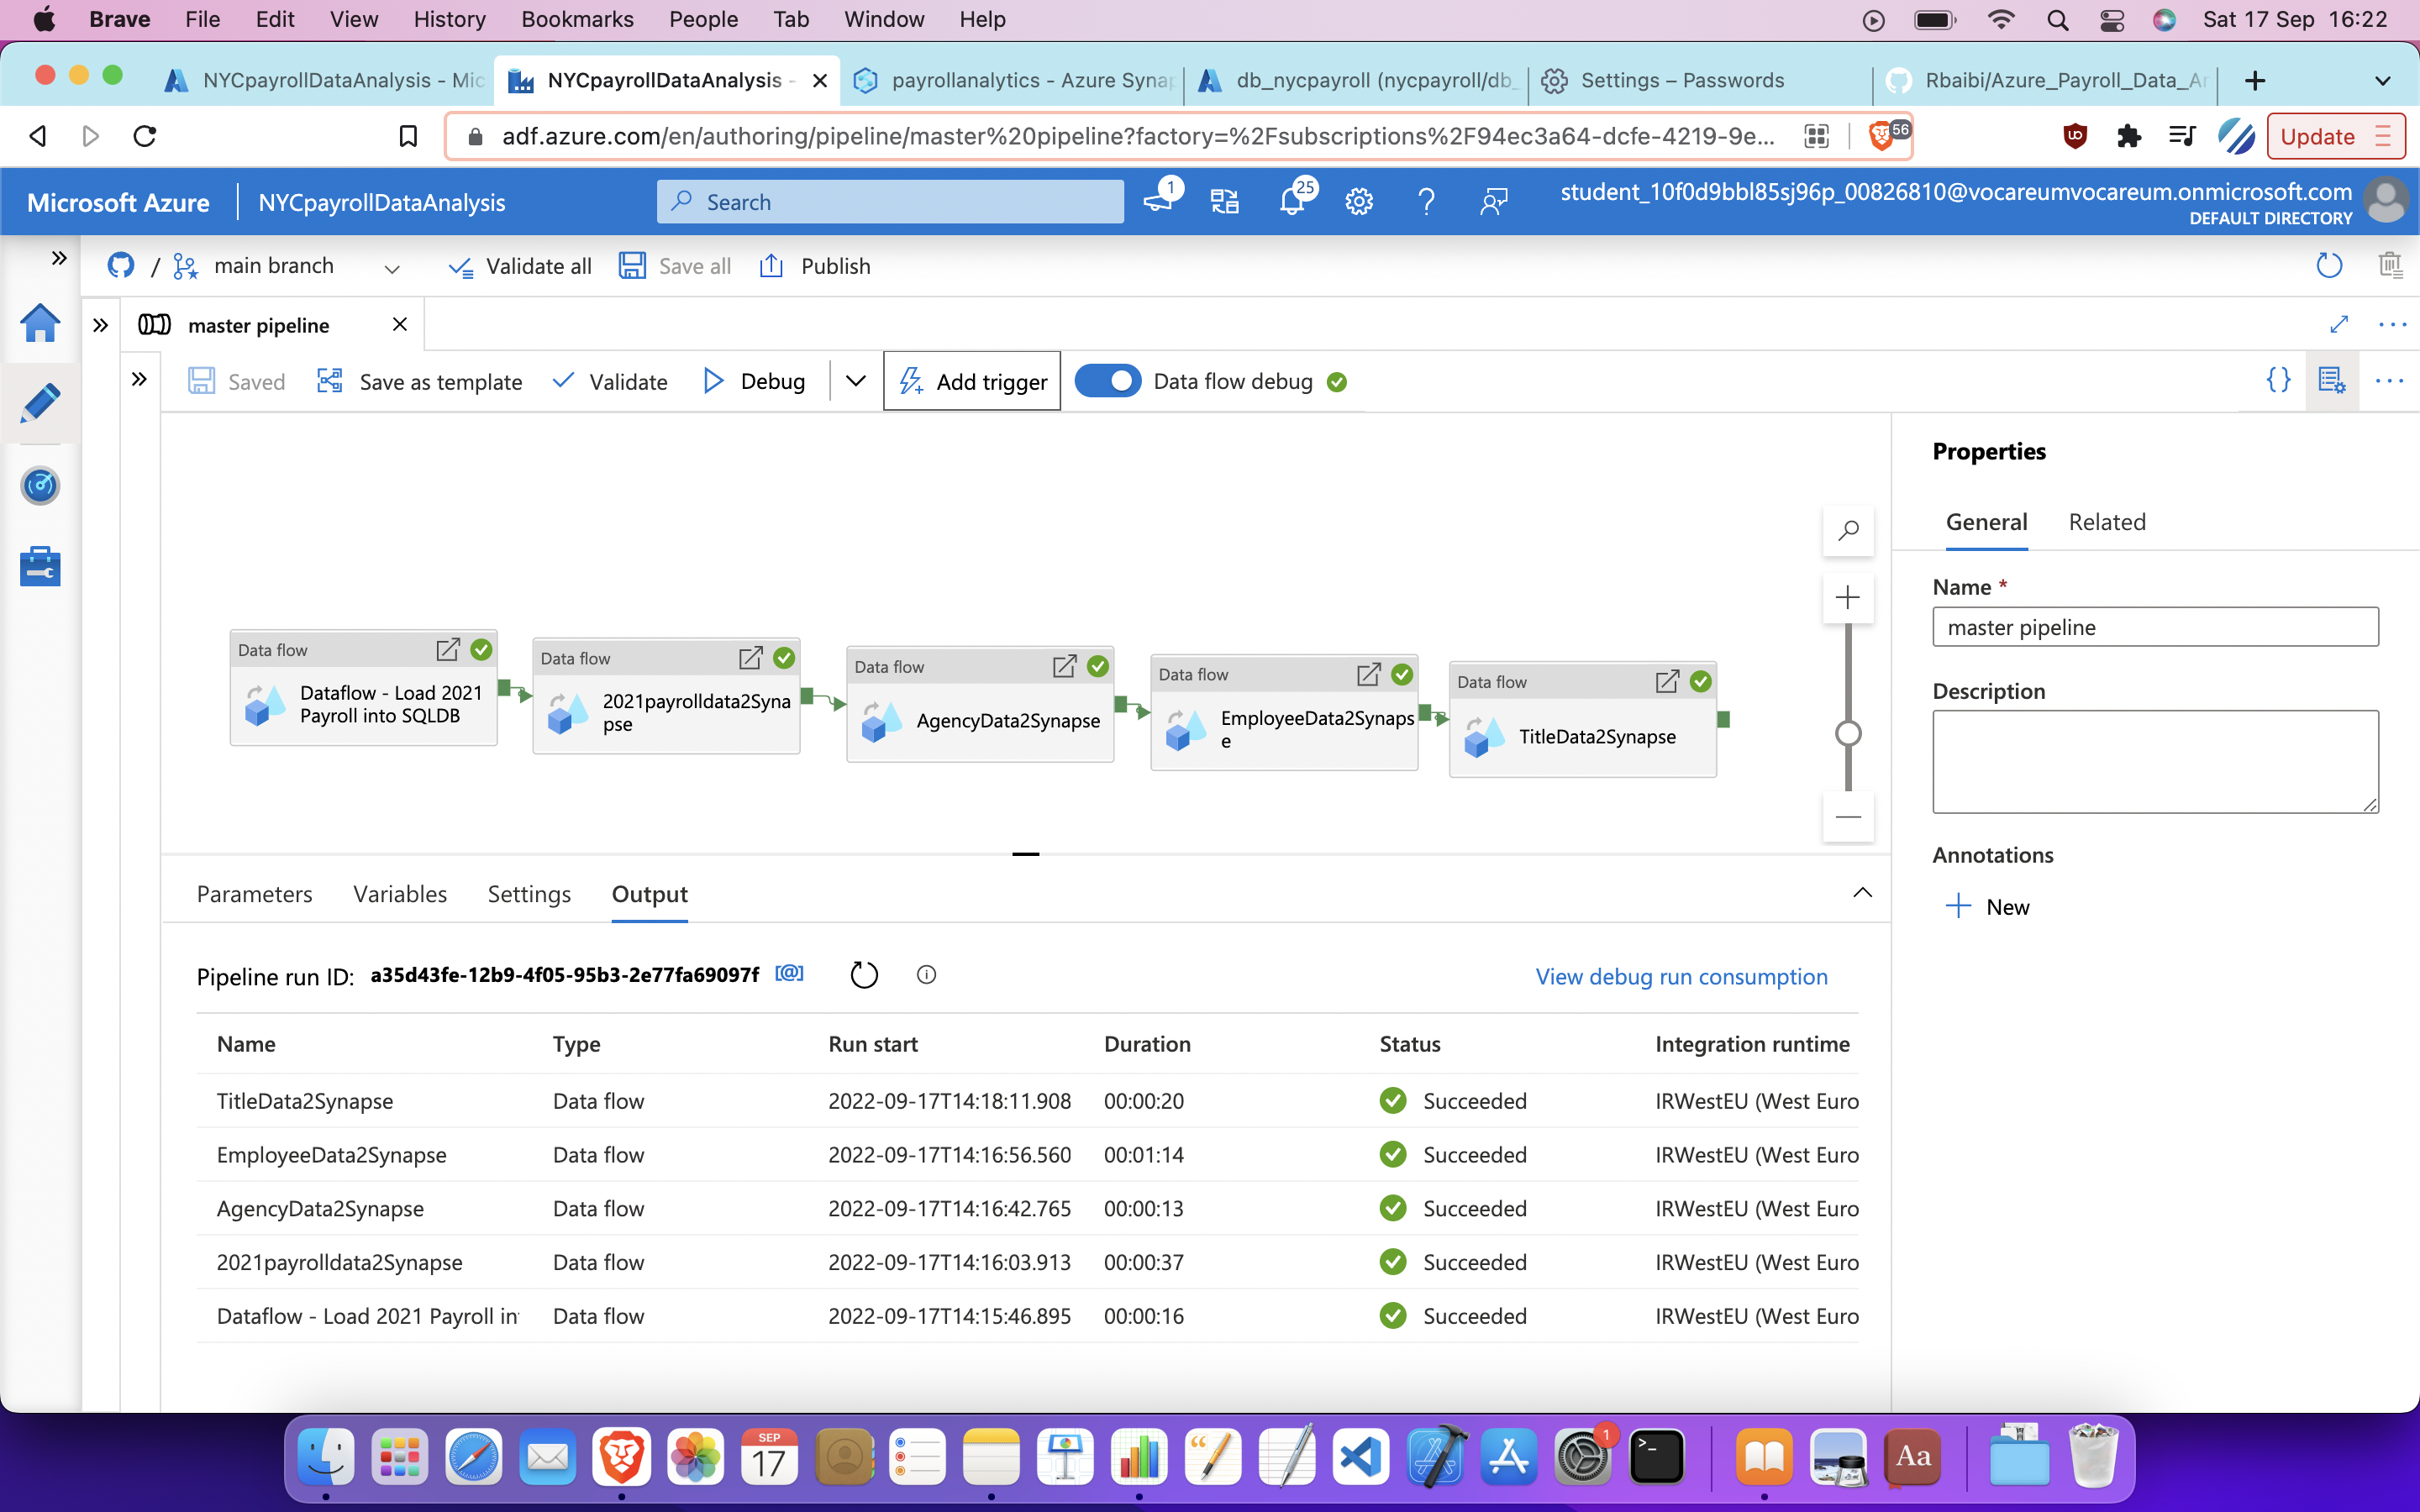 Brave File Edit View History Bookmarks People Tab Window Help Sat 17 Sep 16:22
NYCpayrollDataAnalysis - Mic NYCpayrollDataAnalysis - payrollanalytics - Azure Synap db_nycpayroll (nycpayroll/db_ Settings – Passwords Rbaibi/Azure_Payroll_Data_Ar
adf.azure.com/en/authoring/pipeline/master%20pipeline?factory=%2Fsubscriptions%2F94ec3a64-dcfe-4219-9e... 56 Update
Microsoft Azure NYCpayrollDataAnalysis Search 1 25 student_10f0d9bbl85sj96p_00826810@vocareumvocareum.onmicrosoft.com
DEFAULT DIRECTORY
/ main branch Validate all Save all Publish
master pipeline
Saved Save as template Validate Debug Add trigger Data flow debug
Properties
General Related
Name *
master pipeline
Description
Annotations
New
Data flow
Dataflow - Load 2021
Payroll into SQLDB
Data flow
2021payrolldata2Syna
pse
Data flow
AgencyData2Synapse
Data flow
EmployeeData2Synaps
e
Data flow
TitleData2Synapse
Parameters Variables Settings Output
Pipeline run ID: a35d43fe-12b9-4f05-95b3-2e77fa69097f View debug run consumption
Name Type Run start Duration Status Integration runtime
TitleData2Synapse Data flow 2022-09-17T14:18:11.908 00:00:20 Succeeded IRWestEU (West Euro
EmployeeData2Synapse Data flow 2022-09-17T14:16:56.560 00:01:14 Succeeded IRWestEU (West Euro
AgencyData2Synapse Data flow 2022-09-17T14:16:42.765 00:00:13 Succeeded IRWestEU (West Euro
2021payrolldata2Synapse Data flow 2022-09-17T14:16:03.913 00:00:37 Succeeded IRWestEU (West Euro
Dataflow - Load 2021 Payroll in Data flow 2022-09-17T14:15:46.895 00:00:16 Succeeded IRWestEU (West Euro
SEP
17
1
Aa